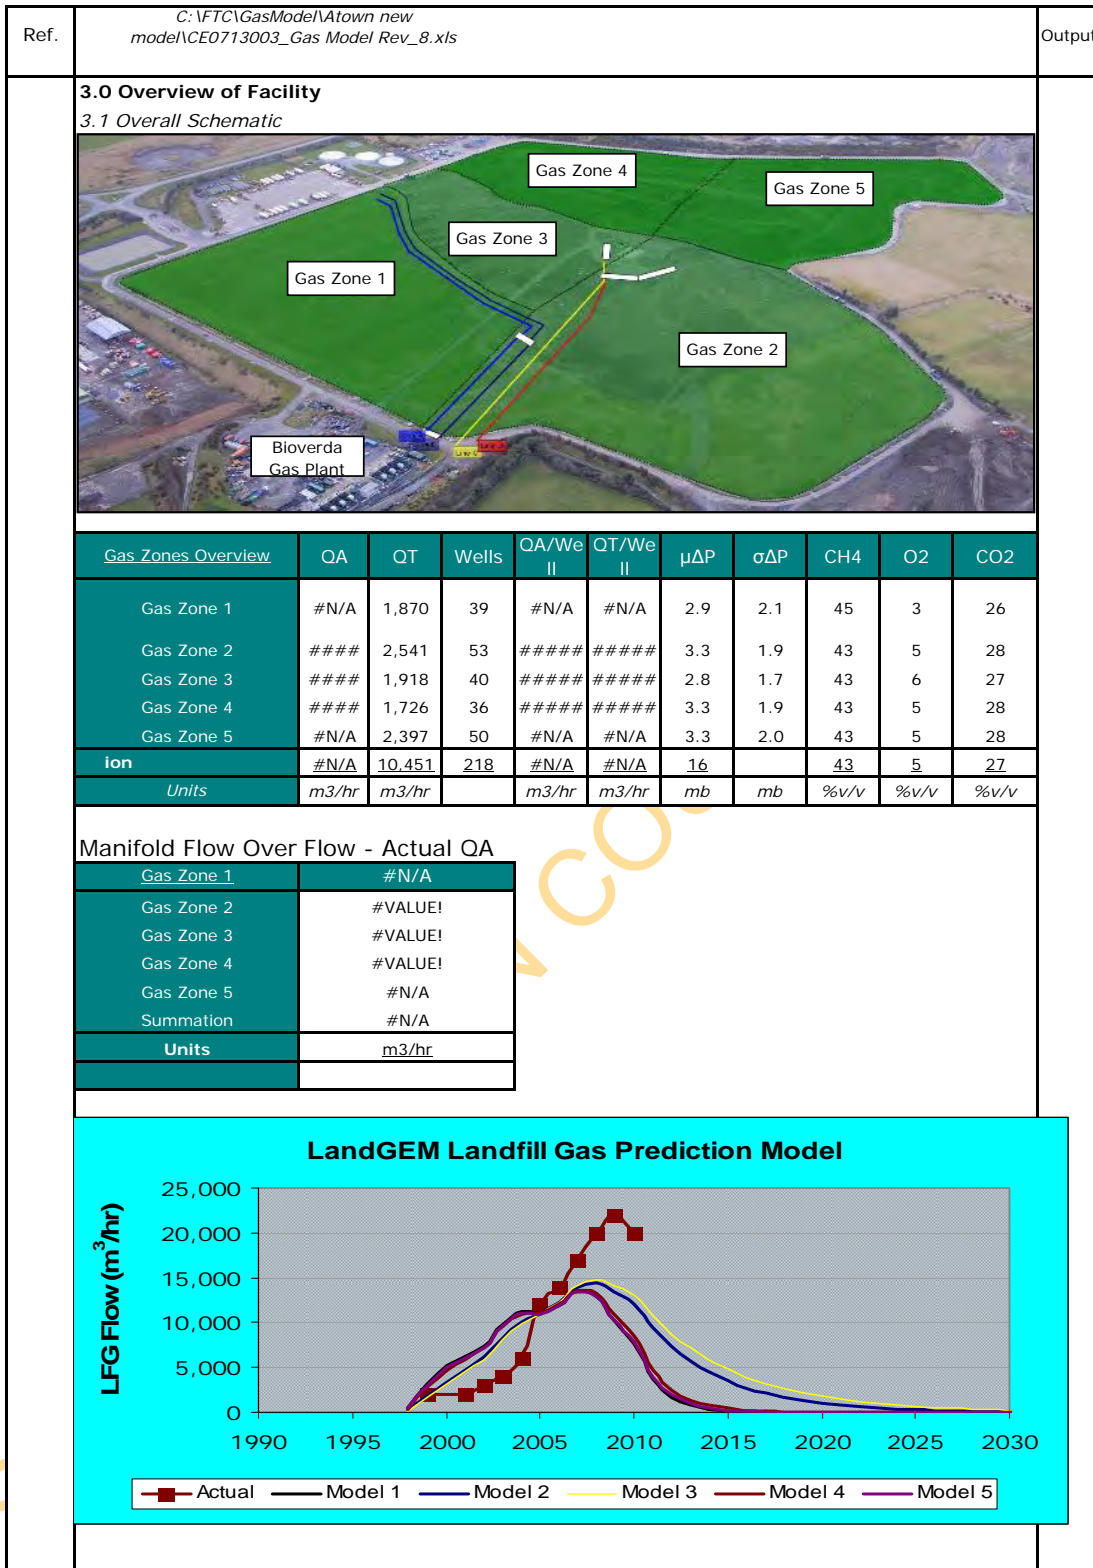 Ref.
C:\FTC\GasModel\Atown new
model\CE0713003_Gas Model Rev_8.xls
Output
3.0 Overview of Facility
3.1 Overall Schematic
Gas Zone 4
Gas Zone 5
Gas Zone 3
Gas Zone 1
Gas Zone 2
Bioverda
Gas Plant
Gas Zones Overview QA QT Wells QA/We ll QT/We ll µΔP σΔP CH4 O2 CO2
Gas Zone 1 #N/A 1,870 39 #N/A #N/A 2.9 2.1 45 3 26
Gas Zone 2 #### 2,541 53 ##### ##### 3.3 1.9 43 5 28
Gas Zone 3 #### 1,918 40 ##### ##### 2.8 1.7 43 6 27
Gas Zone 4 #### 1,726 36 ##### ##### 3.3 1.9 43 5 28
Gas Zone 5 #N/A 2,397 50 #N/A #N/A 3.3 2.0 43 5 28
ion #N/A 10,451 218 #N/A #N/A 16 43 5 27
Units m3/hr m3/hr m3/hr m3/hr mb mb %v/v %v/v %v/v
Manifold Flow Over Flow - Actual QA
Gas Zone 1 #N/A
Gas Zone 2 #VALUE!
Gas Zone 3 #VALUE!
Gas Zone 4 #VALUE!
Gas Zone 5 #N/A
Summation #N/A
Units m3/hr
LandGEM Landfill Gas Prediction Model
LFG Flow (m³/hr)
25,000
20,000
15,000
10,000
5,000
0
1990 1995 2000 2005 2010 2015 2020 2025 2030
Actual Model 1 Model 2 Model 3 Model 4 Model 5